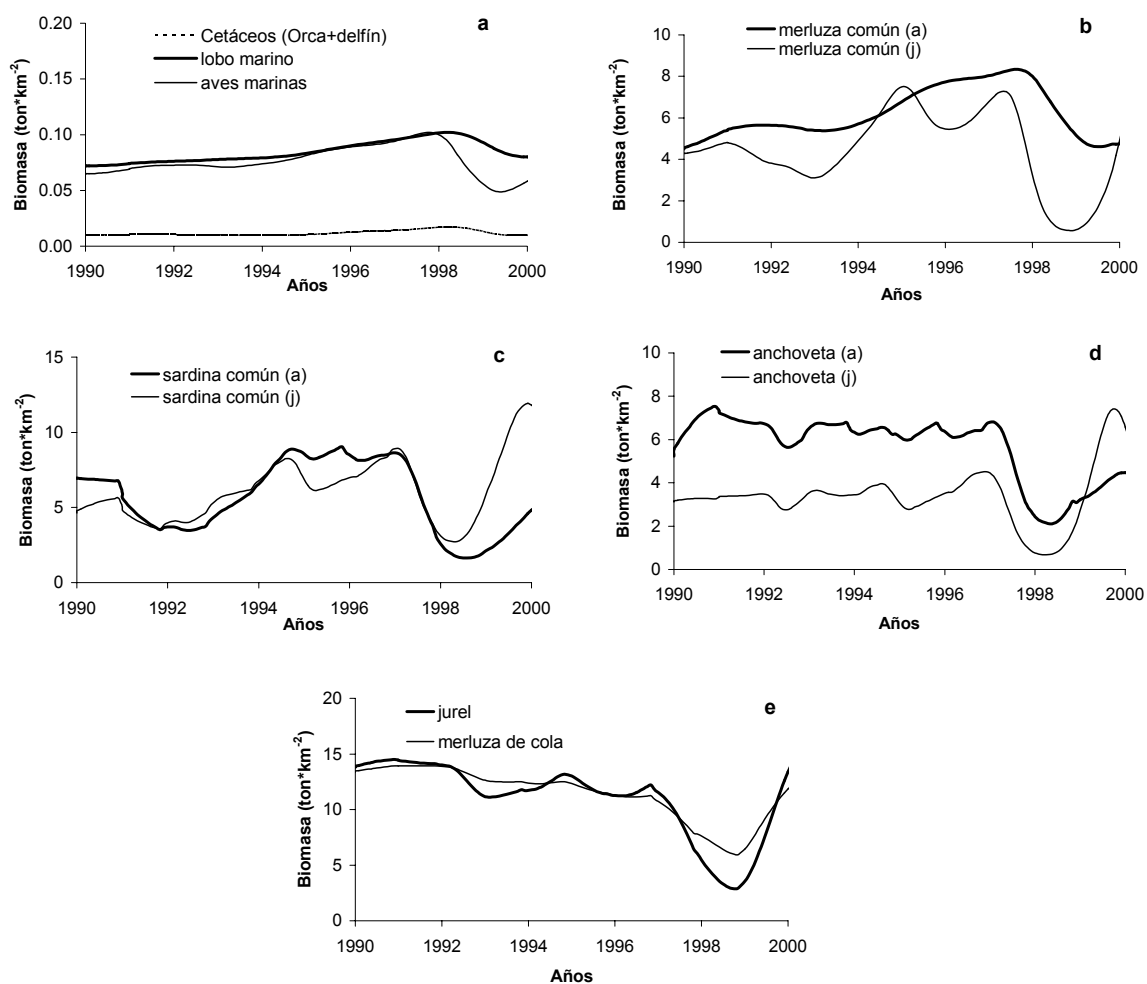 a
Biomasa (ton*km-2)
0.20
0.15
0.10
0.05
0.00
Cetáceos (Orca+delfín)
lobo marino
aves marinas
1990 1992 1994 1996 1998 2000
Años
b
Biomasa (ton*km-2)
10
8
6
4
2
0
merluza común (a)
merluza común (j)
1990 1992 1994 1996 1998 2000
Años
c
Biomasa (ton*km-2)
15
10
5
0
sardina común (a)
sardina común (j)
1990 1992 1994 1996 1998 2000
Años
d
Biomasa (ton*km-2)
10
8
6
4
2
0
anchoveta (a)
anchoveta (j)
1990 1992 1994 1996 1998 2000
Años
e
Biomasa (ton*km-2)
20
15
10
5
0
jurel
merluza de cola
1990 1992 1994 1996 1998 2000
Años